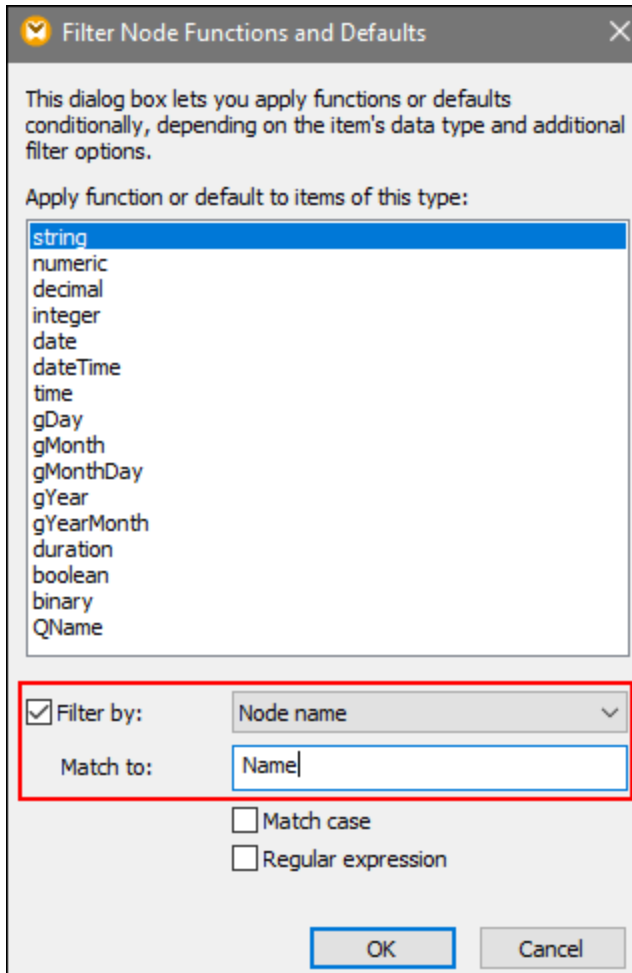 Filter Node Functions and Defaults
This dialog box lets you apply functions or defaults
conditionally, depending on the item's data type and additional
filter options.
Apply function or default to items of this type:
string
numeric
decimal
integer
date
dateTime
time
gDay
gMonth
gMonthDay
gYear
gYearMonth
duration
boolean
binary
QName
Filter by: Node name
Match to: Name
Match case
Regular expression
OK Cancel